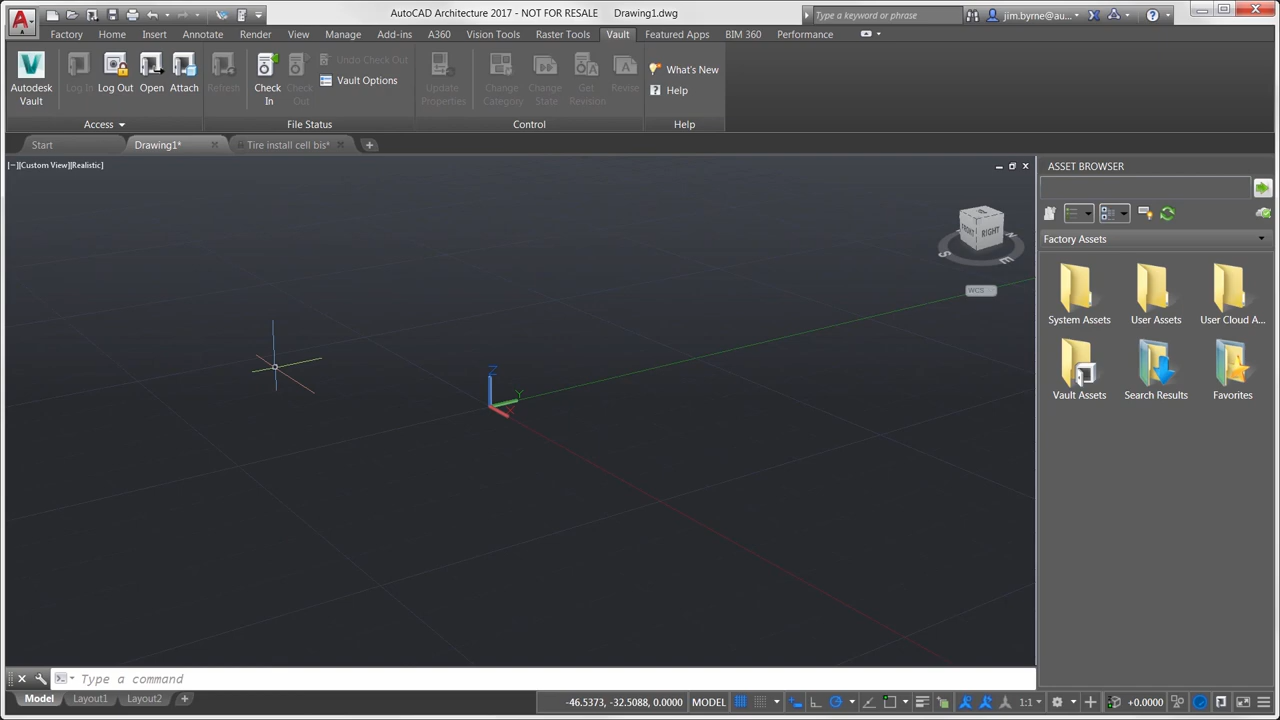 AutoCAD Architecture 2017 - NOT FOR RESALE Drawing1.dwg
Type a keyword or phrase
jim.byrne@au...
Factory Home Insert Annotate Render View Manage Add-ins A360 Vision Tools Raster Tools Vault Featured Apps BIM 360 Performance
Autodesk Vault
Log In
Log Out
Open
Attach
Refresh
Check In
Check Out
Undo Check Out
Vault Options
Update Properties
Change Category
Change State
Get Revision
Revise
What's New
Help
Access
File Status
Control
Help
Start
Drawing1*
Tire install cell bis*
[−][Custom View][Realistic]
ASSET BROWSER
FRONT
RIGHT
S
E
WCS
Z
Y
X
Factory Assets
System Assets
User Assets
User Cloud A...
Vault Assets
Search Results
Favorites
Type a command
Model Layout1 Layout2
-46.5373, -32.5088, 0.0000 MODEL
1:1
+0.0000